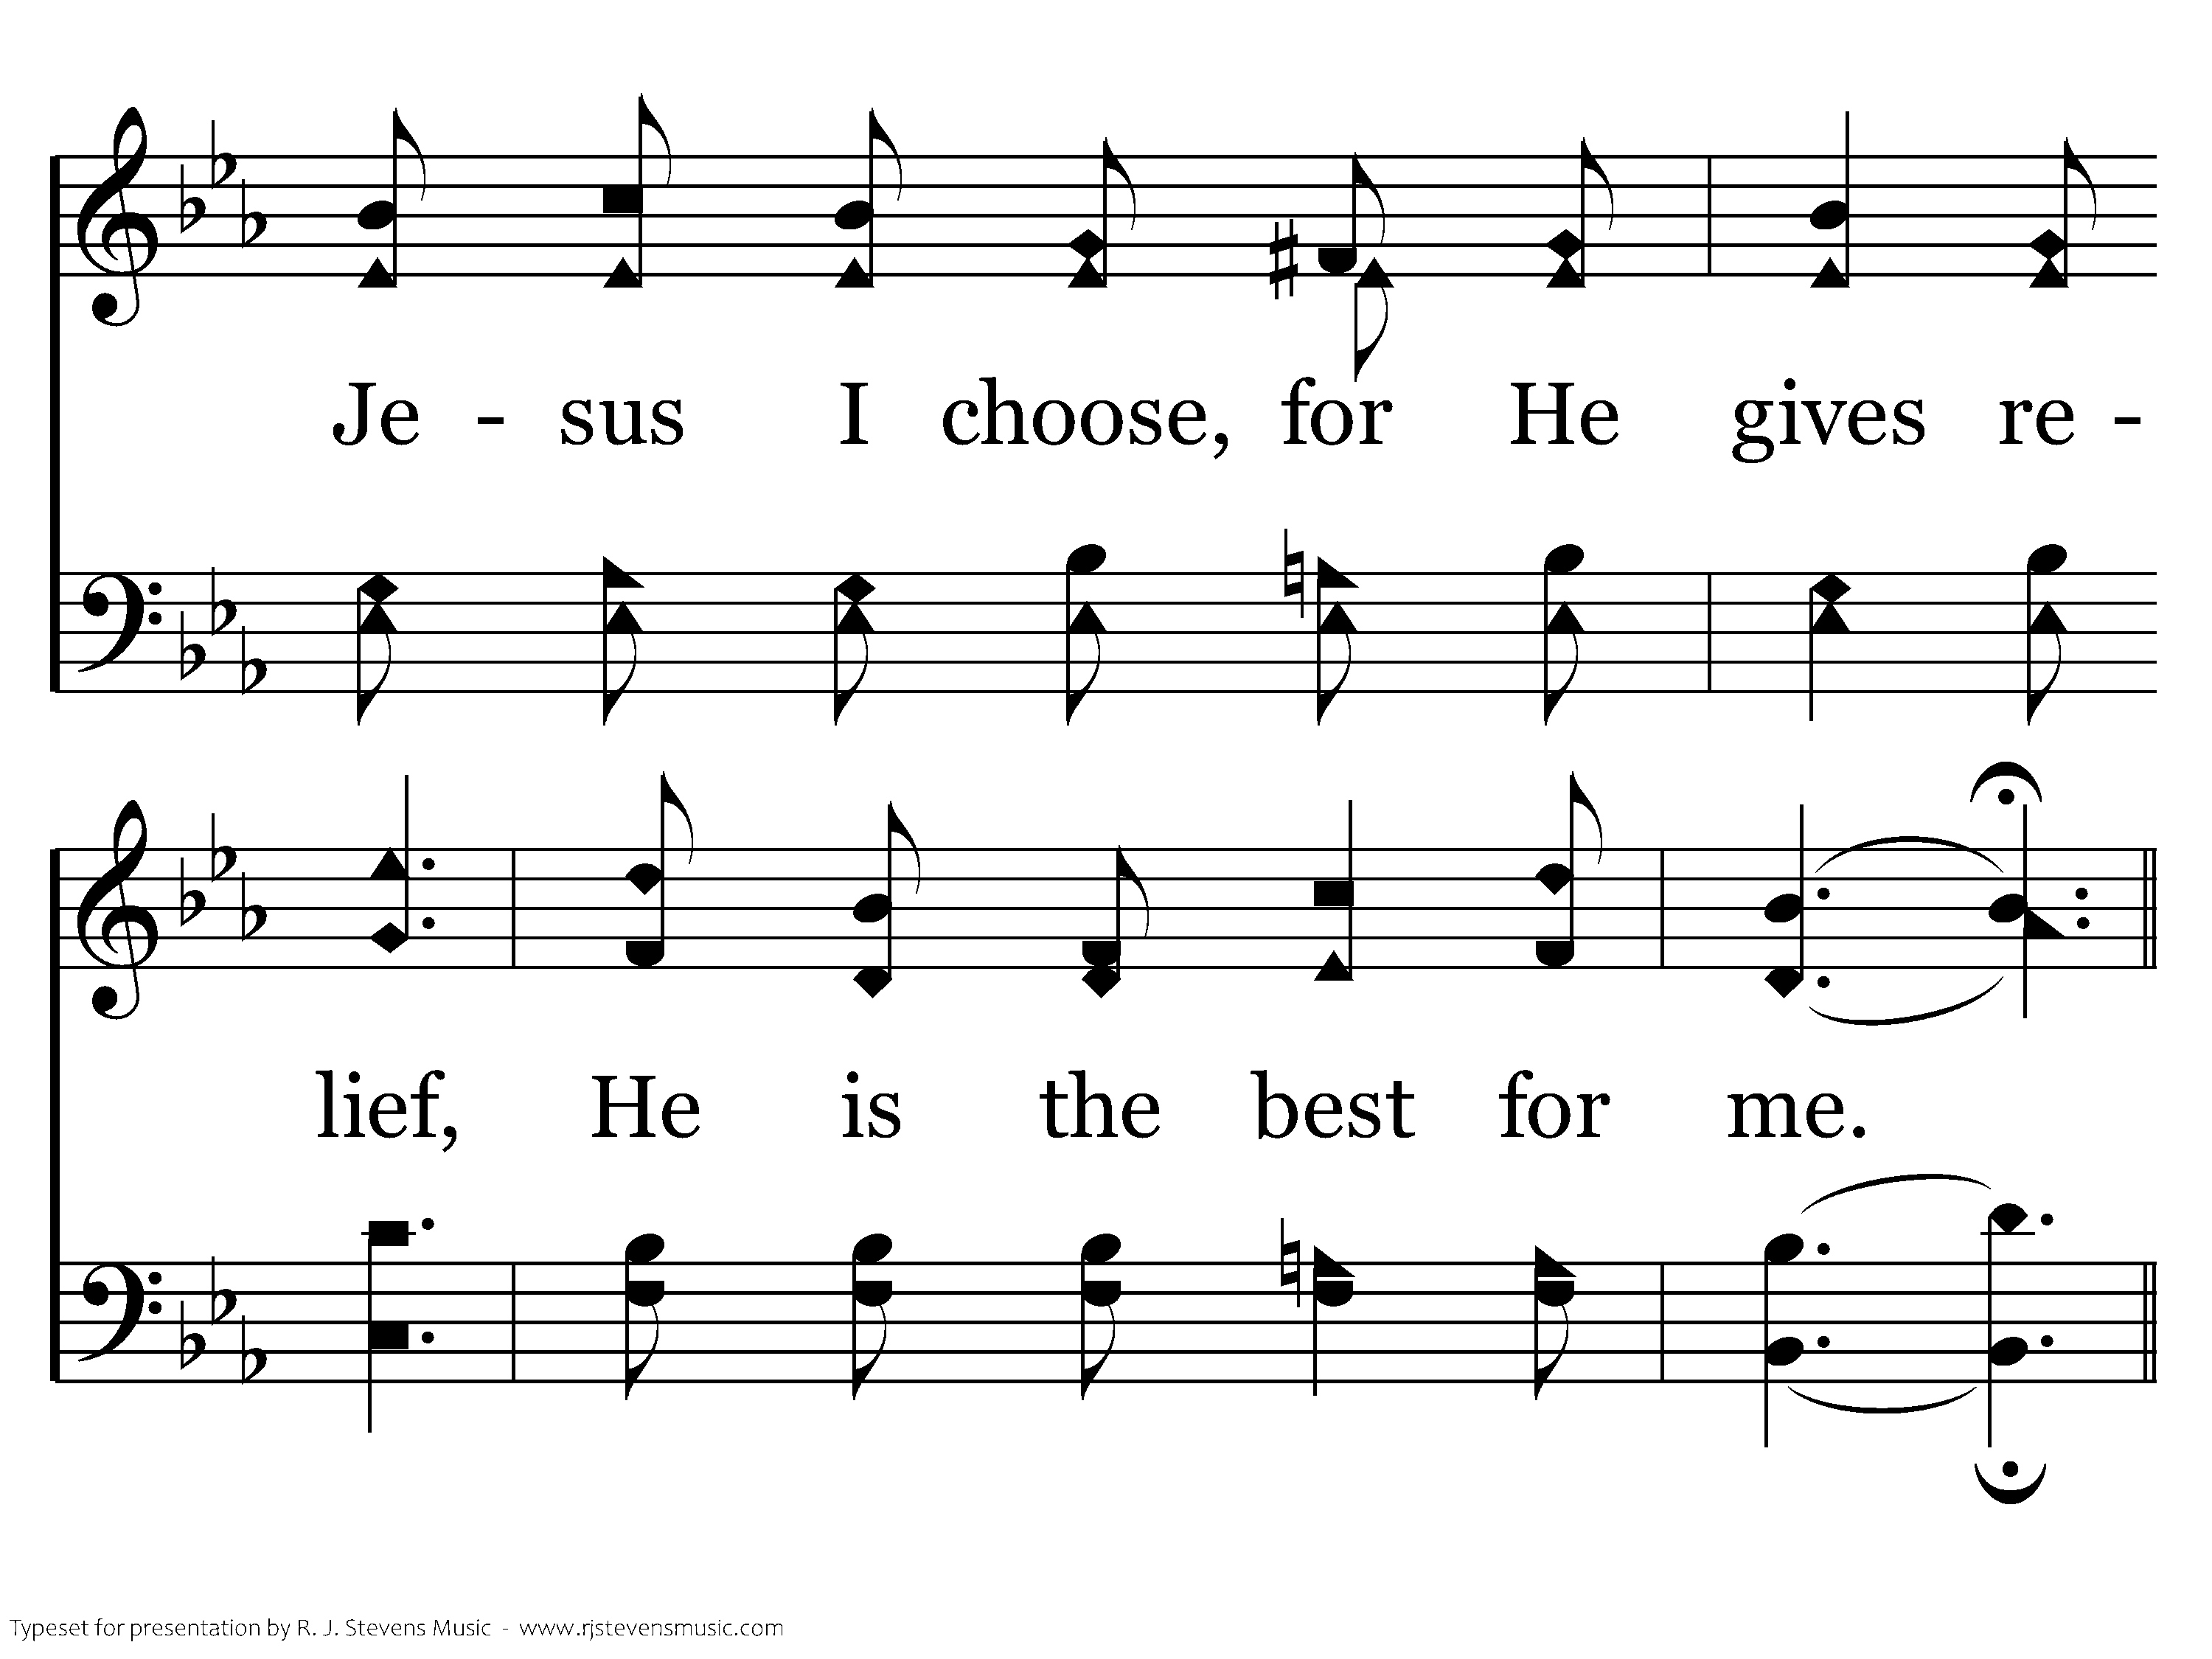 Je - sus I choose, for He gives re -
lief, He is the best for me.
Typeset for presentation by R. J. Stevens Music - www.rjstevensmusic.com